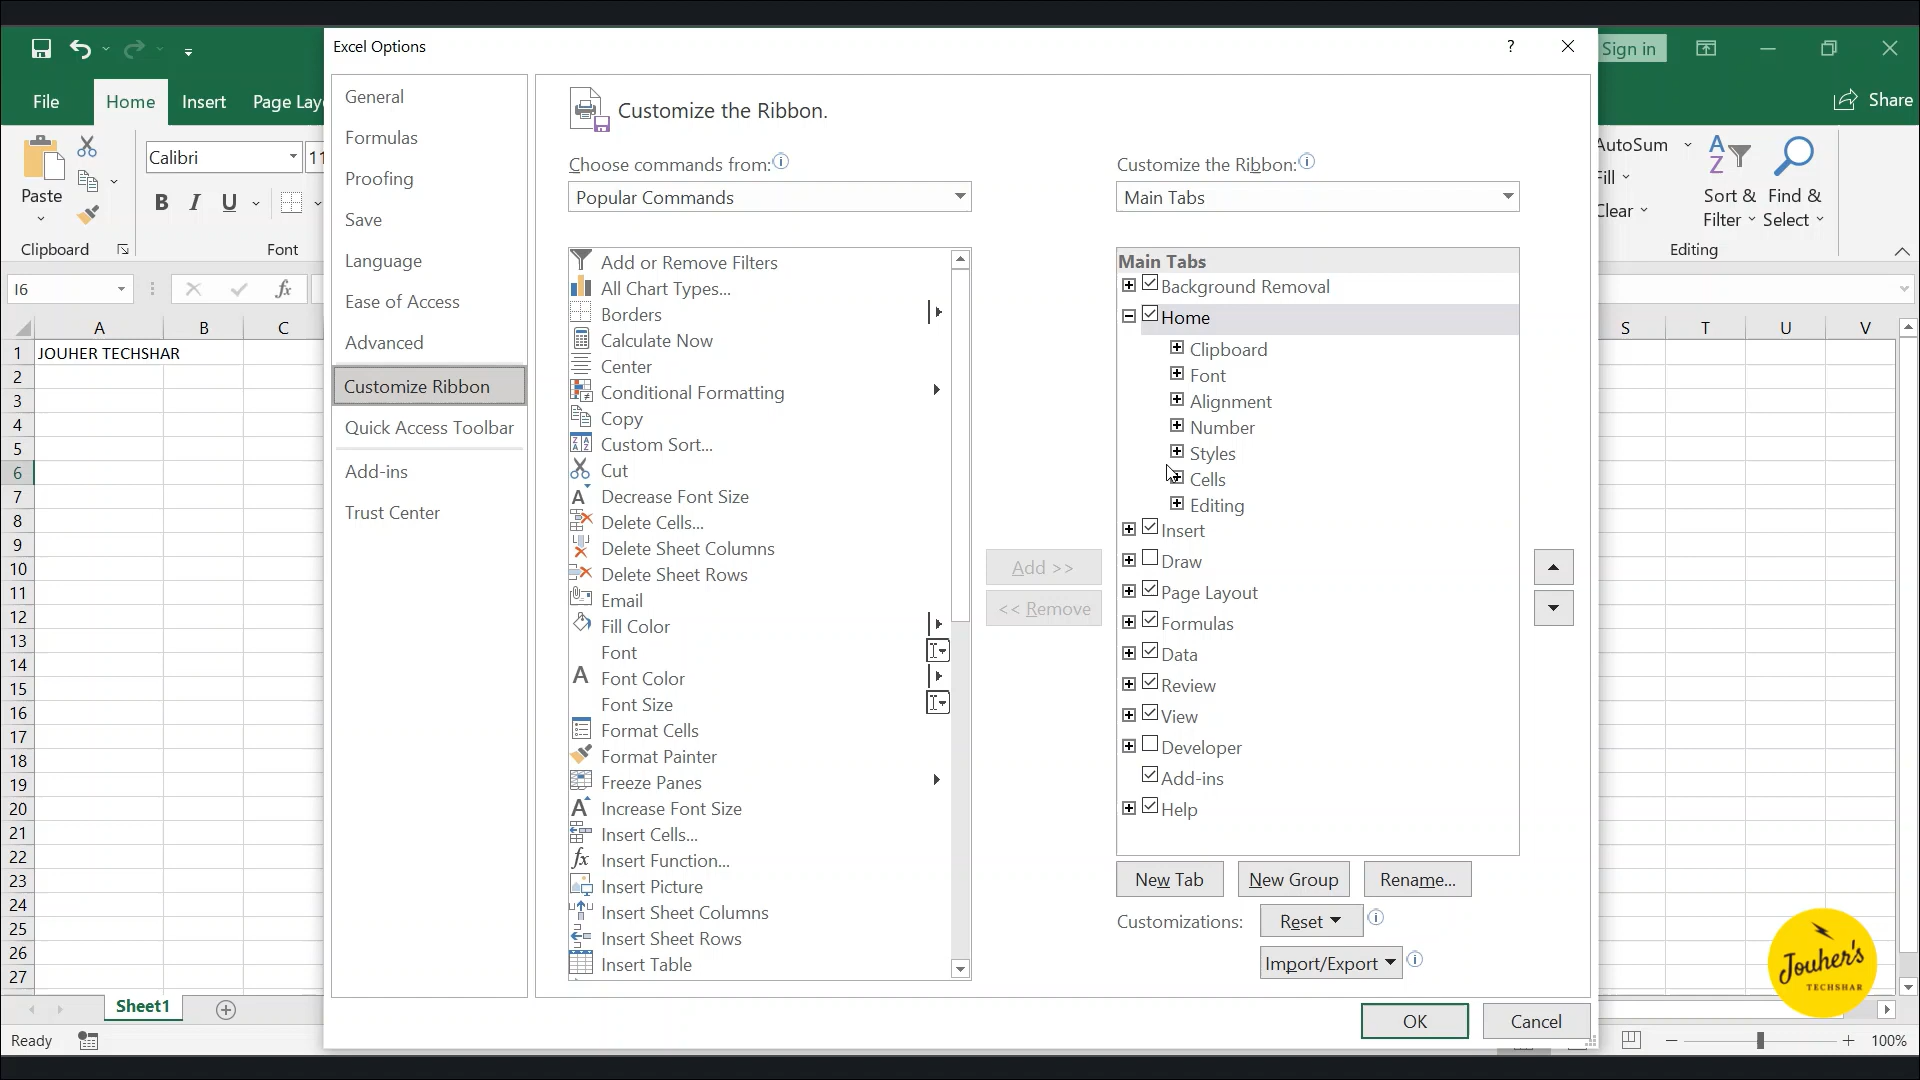 Excel Options
?
Sign in
File
Home
Insert
Page Lay
Share
Paste
Clipboard
Calibri
11
B
I
U
Font
AutoSum
Fill
Clear
Sort &
Filter
Find &
Select
Editing
I6
fx
A
B
C
S
T
U
V
1 JOUHER TECHSHAR
2
3
4
5
6
7
8
9
10
11
12
13
14
15
16
17
18
19
20
21
22
23
24
25
26
27
General
Formulas
Proofing
Save
Language
Ease of Access
Advanced
Customize Ribbon
Quick Access Toolbar
Add-ins
Trust Center
Customize the Ribbon.
Choose commands from:
Popular Commands
Add or Remove Filters
All Chart Types...
Borders
Calculate Now
Center
Conditional Formatting
Copy
Custom Sort...
Cut
Decrease Font Size
Delete Cells...
Delete Sheet Columns
Delete Sheet Rows
Email
Fill Color
Font
Font Color
Font Size
Format Cells
Format Painter
Freeze Panes
Increase Font Size
Insert Cells...
Insert Function...
Insert Picture
Insert Sheet Columns
Insert Sheet Rows
Insert Table
Add >>
<< Remove
Customize the Ribbon:
Main Tabs
Main Tabs
Background Removal
Home
Clipboard
Font
Alignment
Number
Styles
Cells
Editing
Insert
Draw
Page Layout
Formulas
Data
Review
View
Developer
Add-ins
Help
New Tab
New Group
Rename...
Customizations:
Reset
Import/Export
OK
Cancel
Jouher's
TECHSHAR
Sheet1
Ready
100%